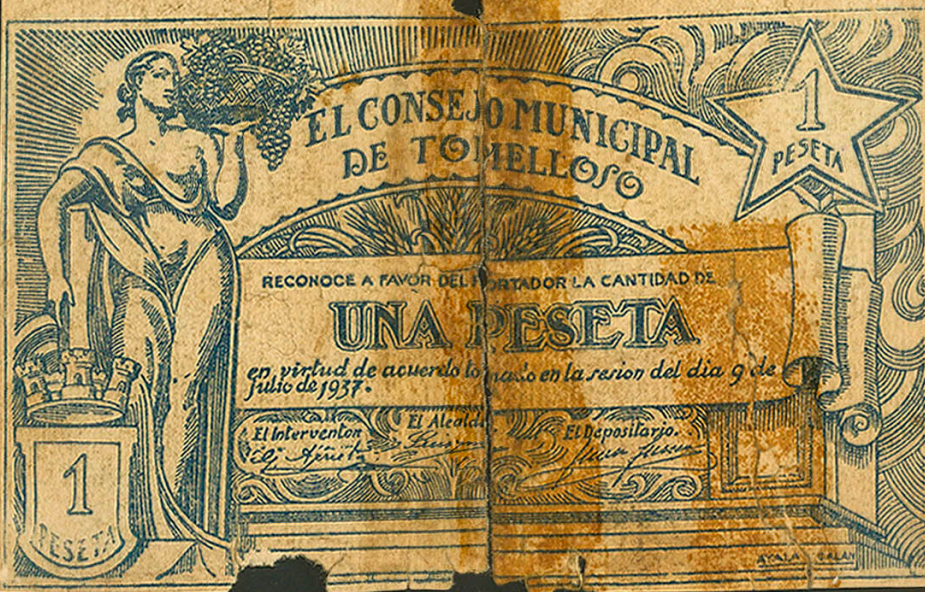 EL CONSEJO MUNICIPAL
DE TOMELLOSO
1
PESETA
RECONOCE A FAVOR DEL PORTADOR LA CANTIDAD DE
UNA PESETA
en virtud de acuerdo tomado en la sesion del dia 9 de
Julio de 1937.
El Interventor
El Alcalde
El Depositario.
1
PESETA
AYALA GALAN